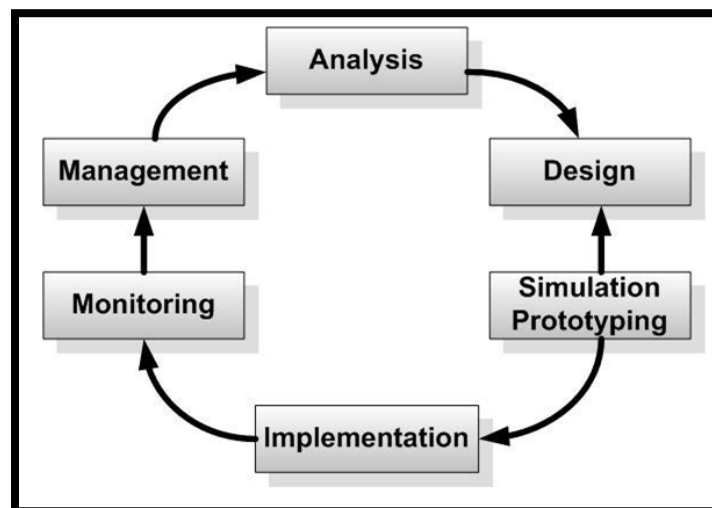 Analysis
Management
Design
Monitoring
Simulation
Prototyping
Implementation